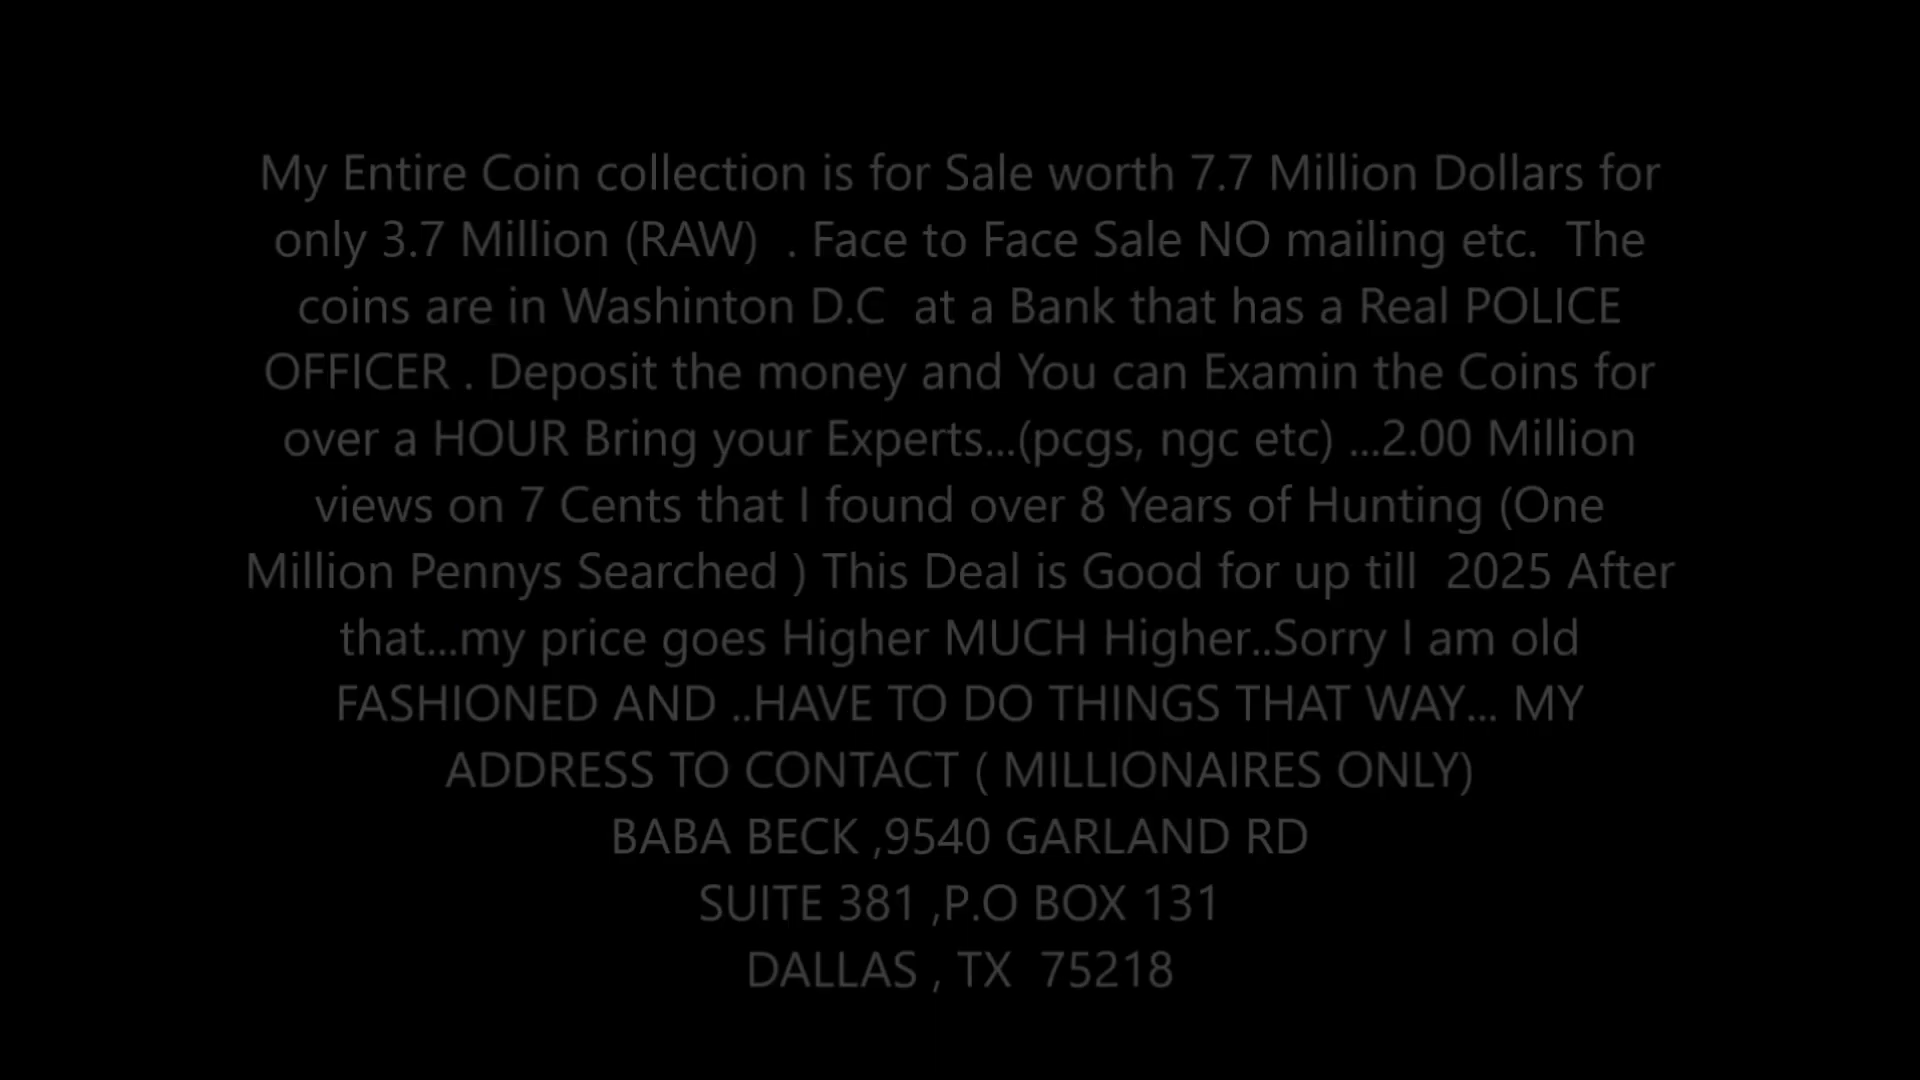 My Entire Coin collection is for Sale worth 7.7 Million Dollars for
only 3.7 Million (RAW)  . Face to Face Sale NO mailing etc.  The
coins are in Washinton D.C  at a Bank that has a Real POLICE
OFFICER . Deposit the money and You can Examin the Coins for
over a HOUR Bring your Experts...(pcgs, ngc etc) ...2.00 Million
views on 7 Cents that I found over 8 Years of Hunting (One
Million Pennys Searched ) This Deal is Good for up till  2025 After
that...my price goes Higher MUCH Higher..Sorry I am old
FASHIONED AND ..HAVE TO DO THINGS THAT WAY... MY
ADDRESS TO CONTACT ( MILLIONAIRES ONLY)
BABA BECK ,9540 GARLAND RD
SUITE 381 ,P.O BOX 131
DALLAS , TX  75218